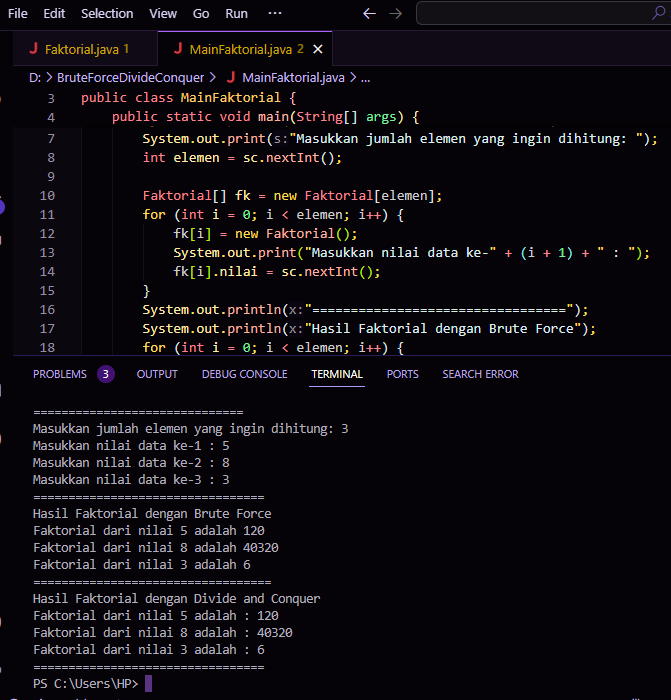 File Edit Selection View Go Run ··· ← →
J Faktorial.java 1 J MainFaktorial.java 2 ×
D: > BruteForceDivideConquer > J MainFaktorial.java > ...
3 public class MainFaktorial {
4 public static void main(String[] args) {
7 System.out.print(s:"Masukkan jumlah elemen yang ingin dihitung: ");
8 int elemen = sc.nextInt();
9
10 Faktorial[] fk = new Faktorial[elemen];
11 for (int i = 0; i < elemen; i++) {
12 fk[i] = new Faktorial();
13 System.out.print("Masukkan nilai data ke-" + (i + 1) + " : ");
14 fk[i].nilai = sc.nextInt();
15 }
16 System.out.println(x:"=================================");
17 System.out.println(x:"Hasil Faktorial dengan Brute Force");
18 for (int i = 0; i < elemen; i++) {
PROBLEMS 3 OUTPUT DEBUG CONSOLE TERMINAL PORTS SEARCH ERROR
==============================
Masukkan jumlah elemen yang ingin dihitung: 3
Masukkan nilai data ke-1 : 5
Masukkan nilai data ke-2 : 8
Masukkan nilai data ke-3 : 3
=================================
Hasil Faktorial dengan Brute Force
Faktorial dari nilai 5 adalah 120
Faktorial dari nilai 8 adalah 40320
Faktorial dari nilai 3 adalah 6
==================================
Hasil Faktorial dengan Divide and Conquer
Faktorial dari nilai 5 adalah : 120
Faktorial dari nilai 8 adalah : 40320
Faktorial dari nilai 3 adalah : 6
=================================
PS C:\Users\HP>